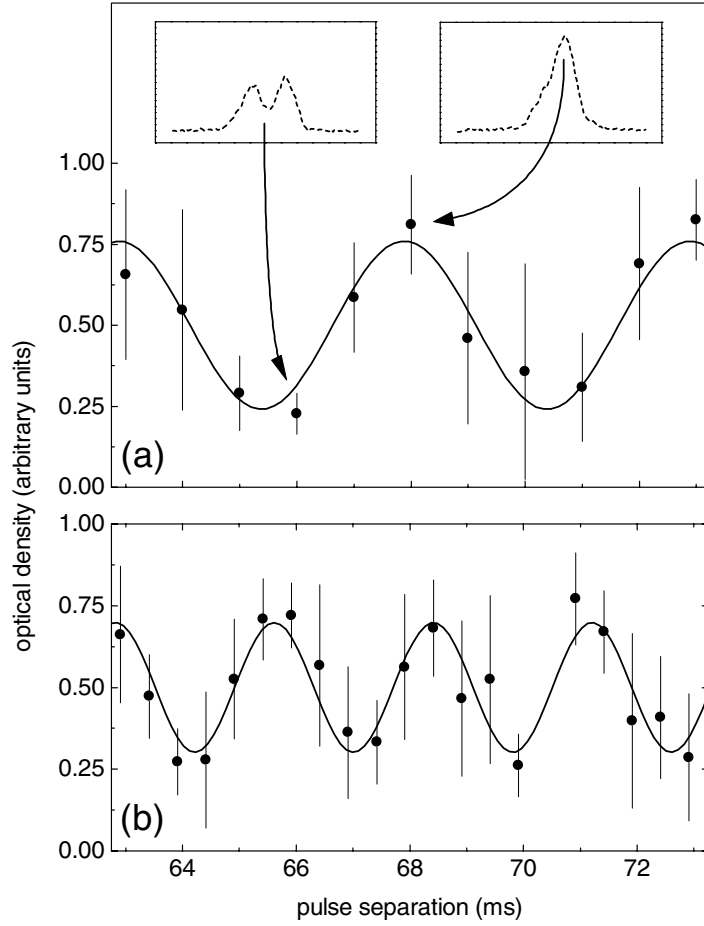 1.00
0.75
0.50
0.25
0.00
(a)
optical density (arbitrary units)
1.00
0.75
0.50
0.25
0.00
(b)
64 66 68 70 72
pulse separation (ms)